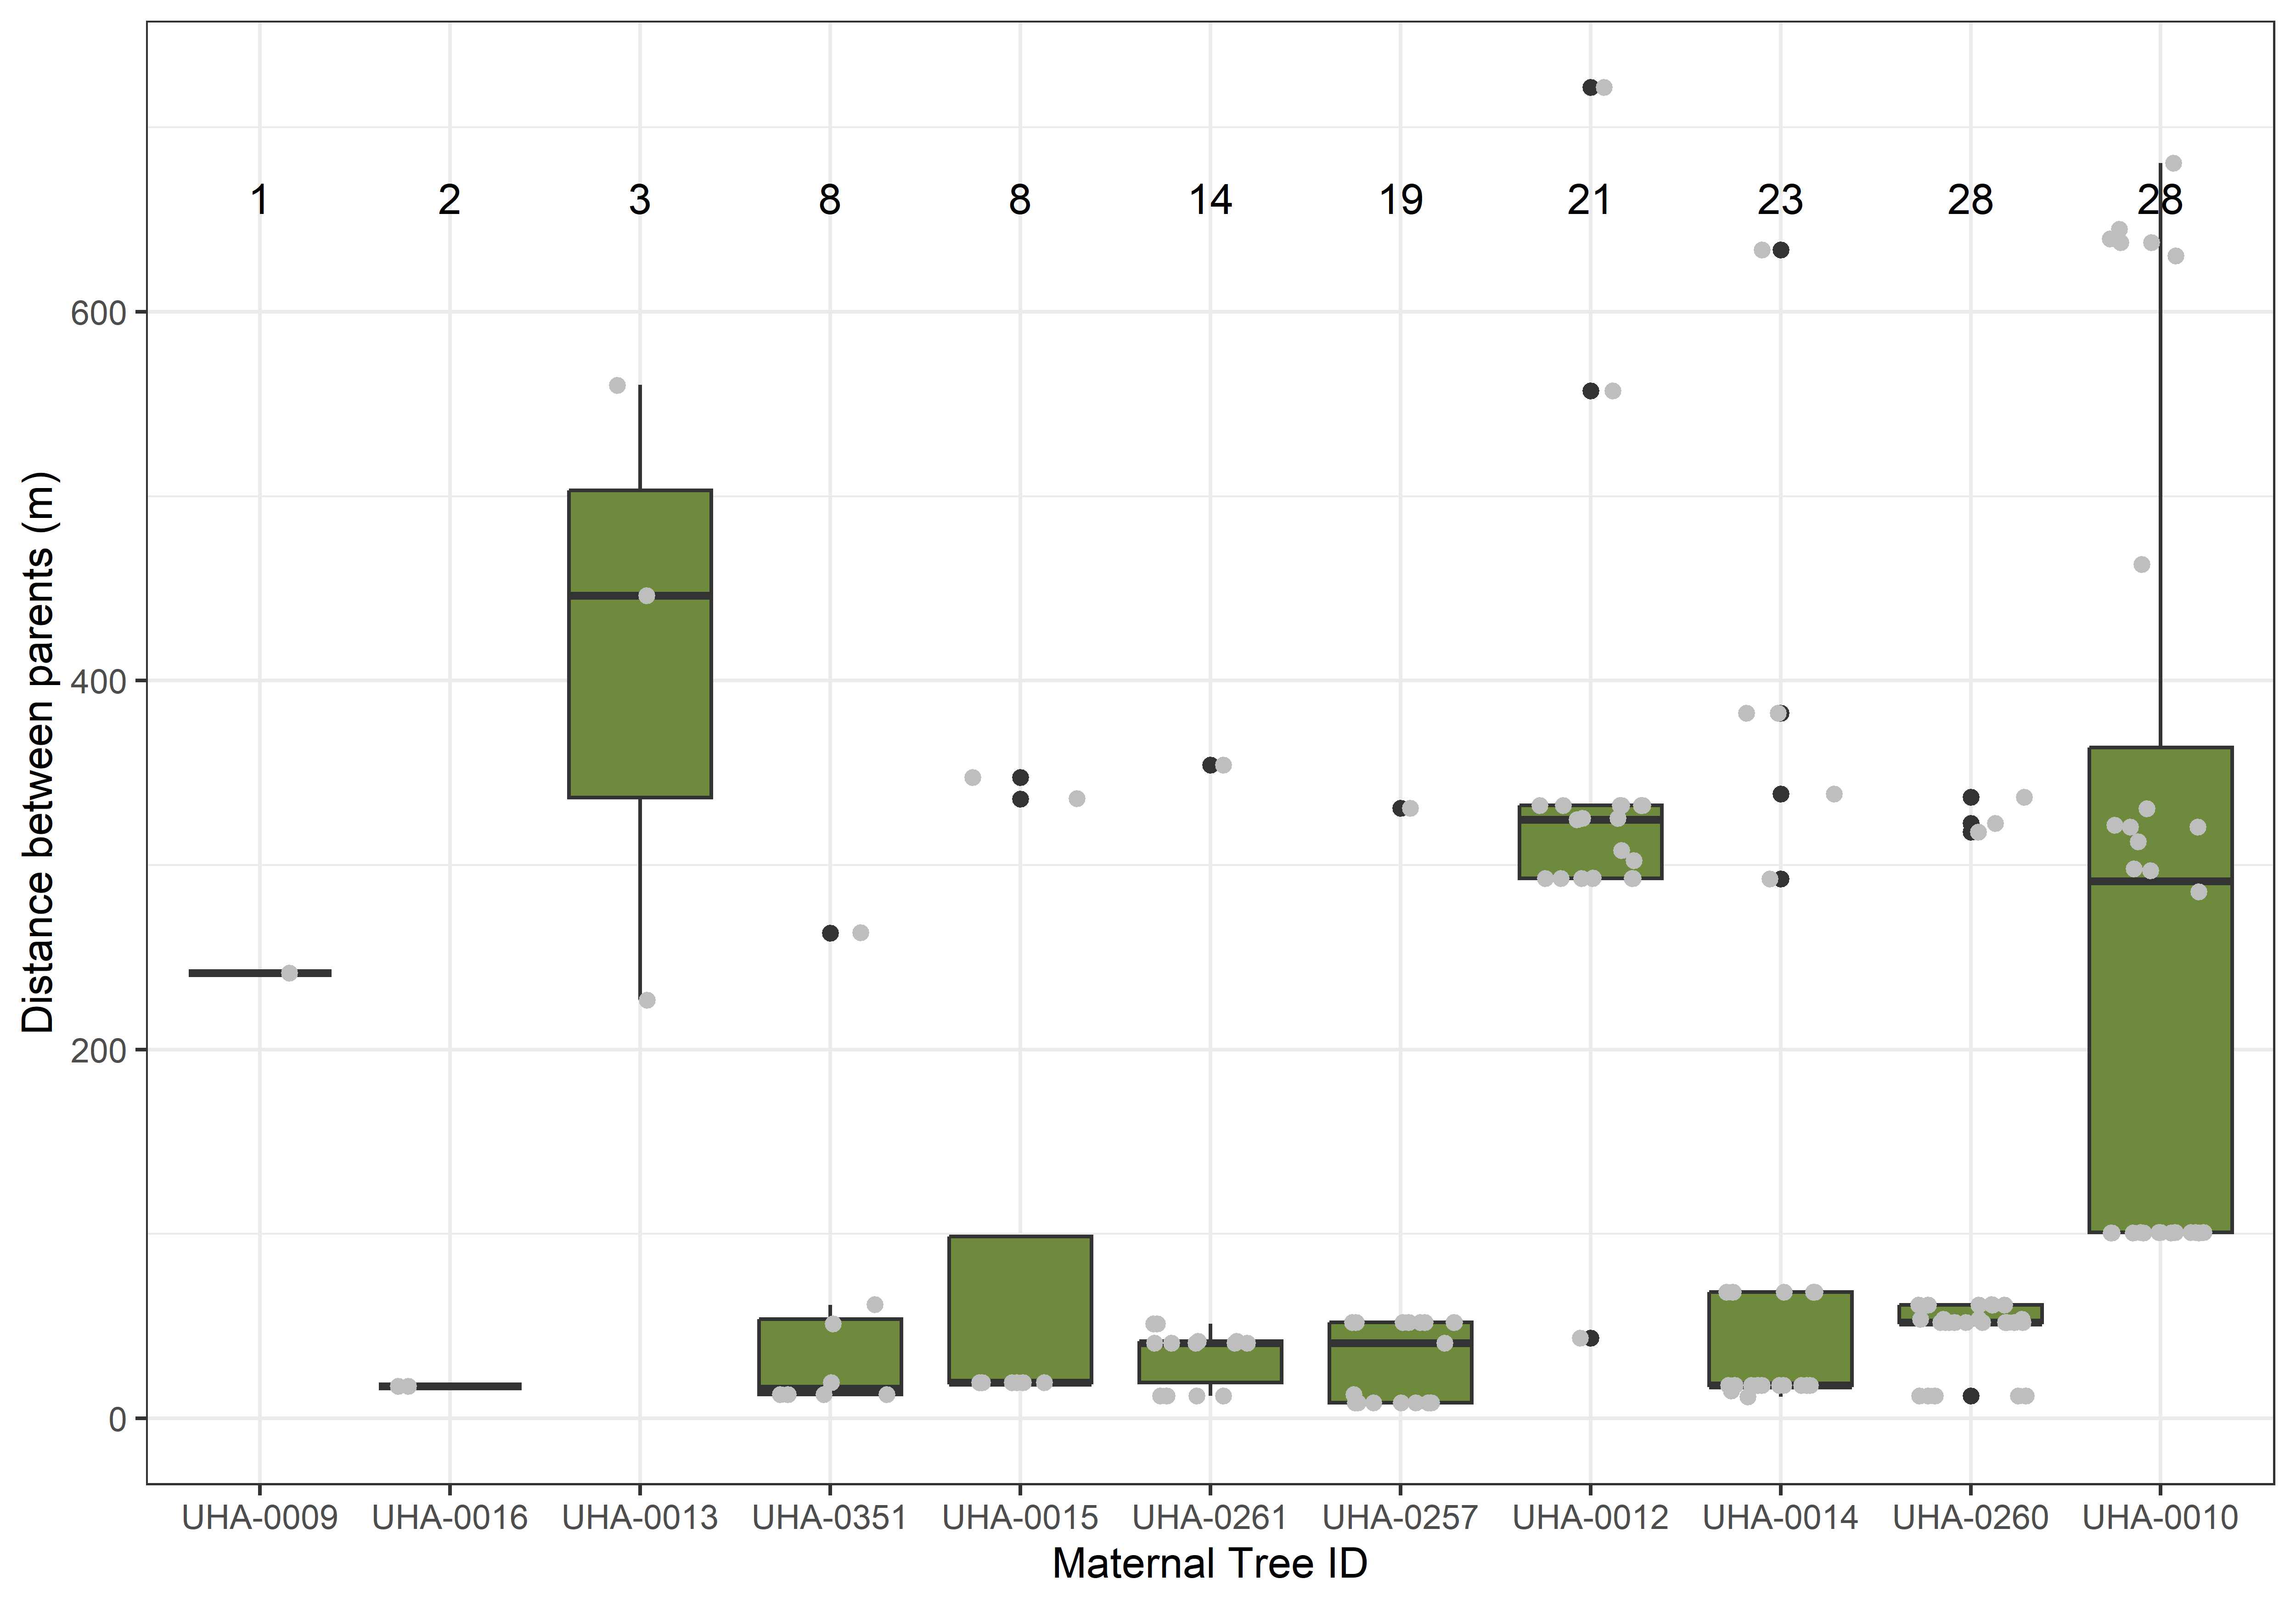 1 2 3 8 8 14 19 21 23 28 28
600
400
200
0
Distance between parents (m)
UHA-0009 UHA-0016 UHA-0013 UHA-0351 UHA-0015 UHA-0261 UHA-0257 UHA-0012 UHA-0014 UHA-0260 UHA-0010
Maternal Tree ID